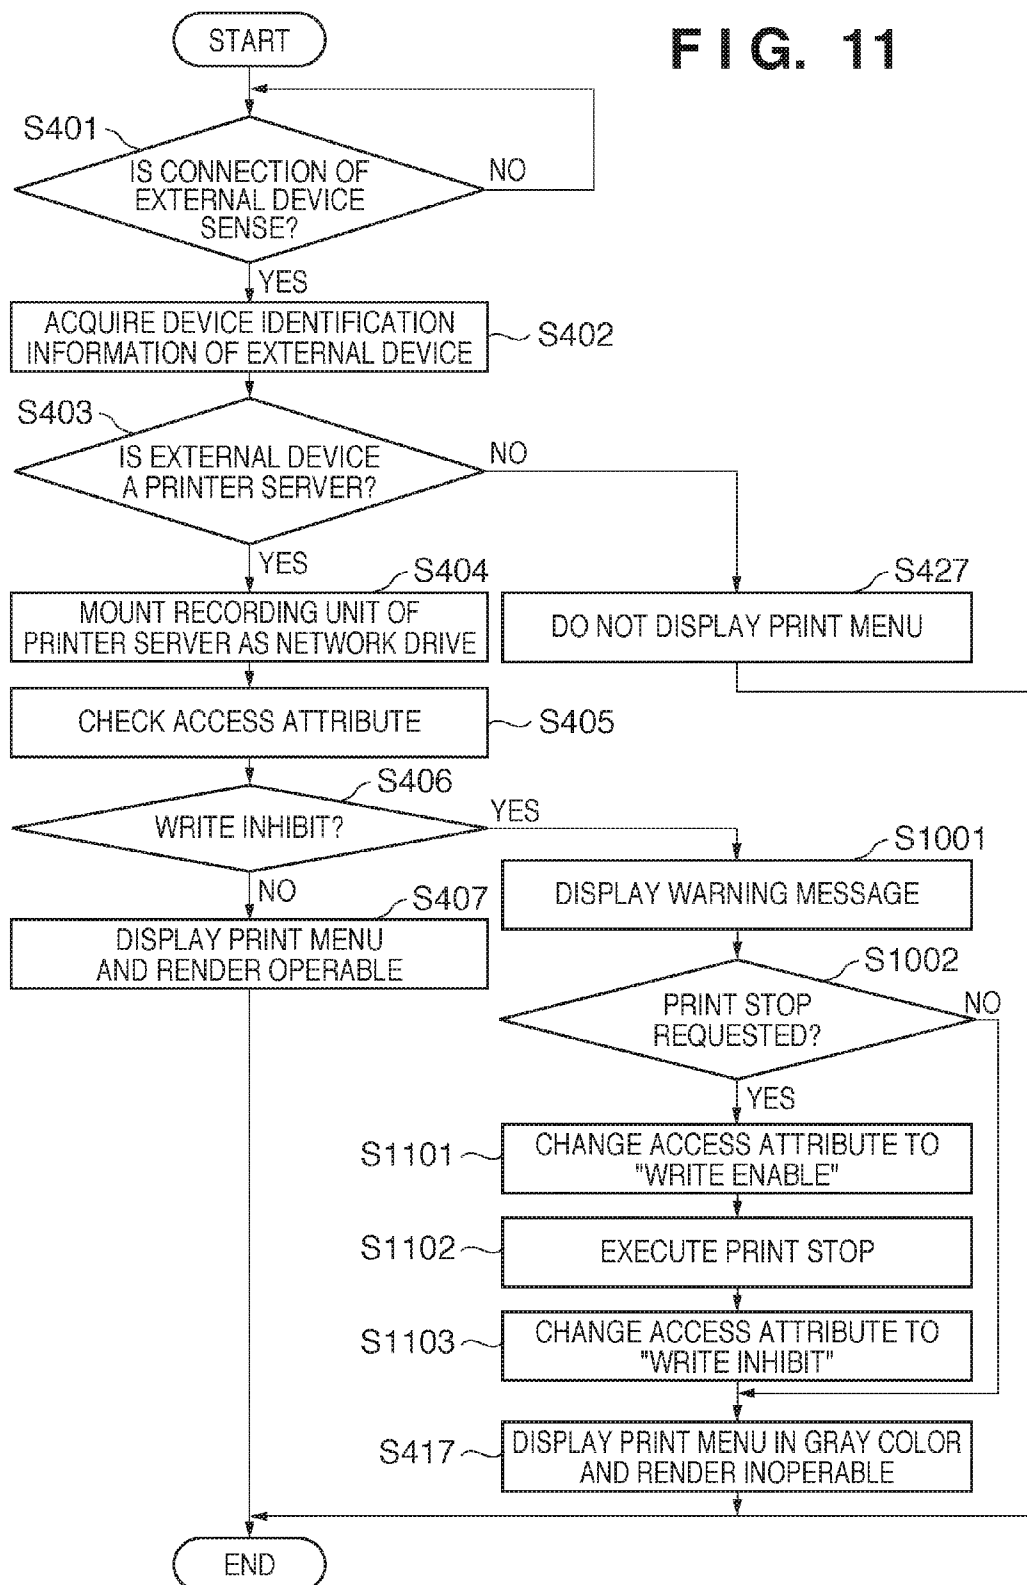 FIG. 11
START
S401
IS CONNECTION OF
EXTERNAL DEVICE
SENSE?
NO
YES
ACQUIRE DEVICE IDENTIFICATION
INFORMATION OF EXTERNAL DEVICE
S402
S403
IS EXTERNAL DEVICE
A PRINTER SERVER?
NO
YES
S404
MOUNT RECORDING UNIT OF
PRINTER SERVER AS NETWORK DRIVE
S427
DO NOT DISPLAY PRINT MENU
CHECK ACCESS ATTRIBUTE
S405
S406
WRITE INHIBIT?
YES
NO
S407
DISPLAY PRINT MENU
AND RENDER OPERABLE
S1001
DISPLAY WARNING MESSAGE
S1002
PRINT STOP
REQUESTED?
NO
YES
S1101
CHANGE ACCESS ATTRIBUTE TO
"WRITE ENABLE"
S1102
EXECUTE PRINT STOP
S1103
CHANGE ACCESS ATTRIBUTE TO
"WRITE INHIBIT"
S417
DISPLAY PRINT MENU IN GRAY COLOR
AND RENDER INOPERABLE
END